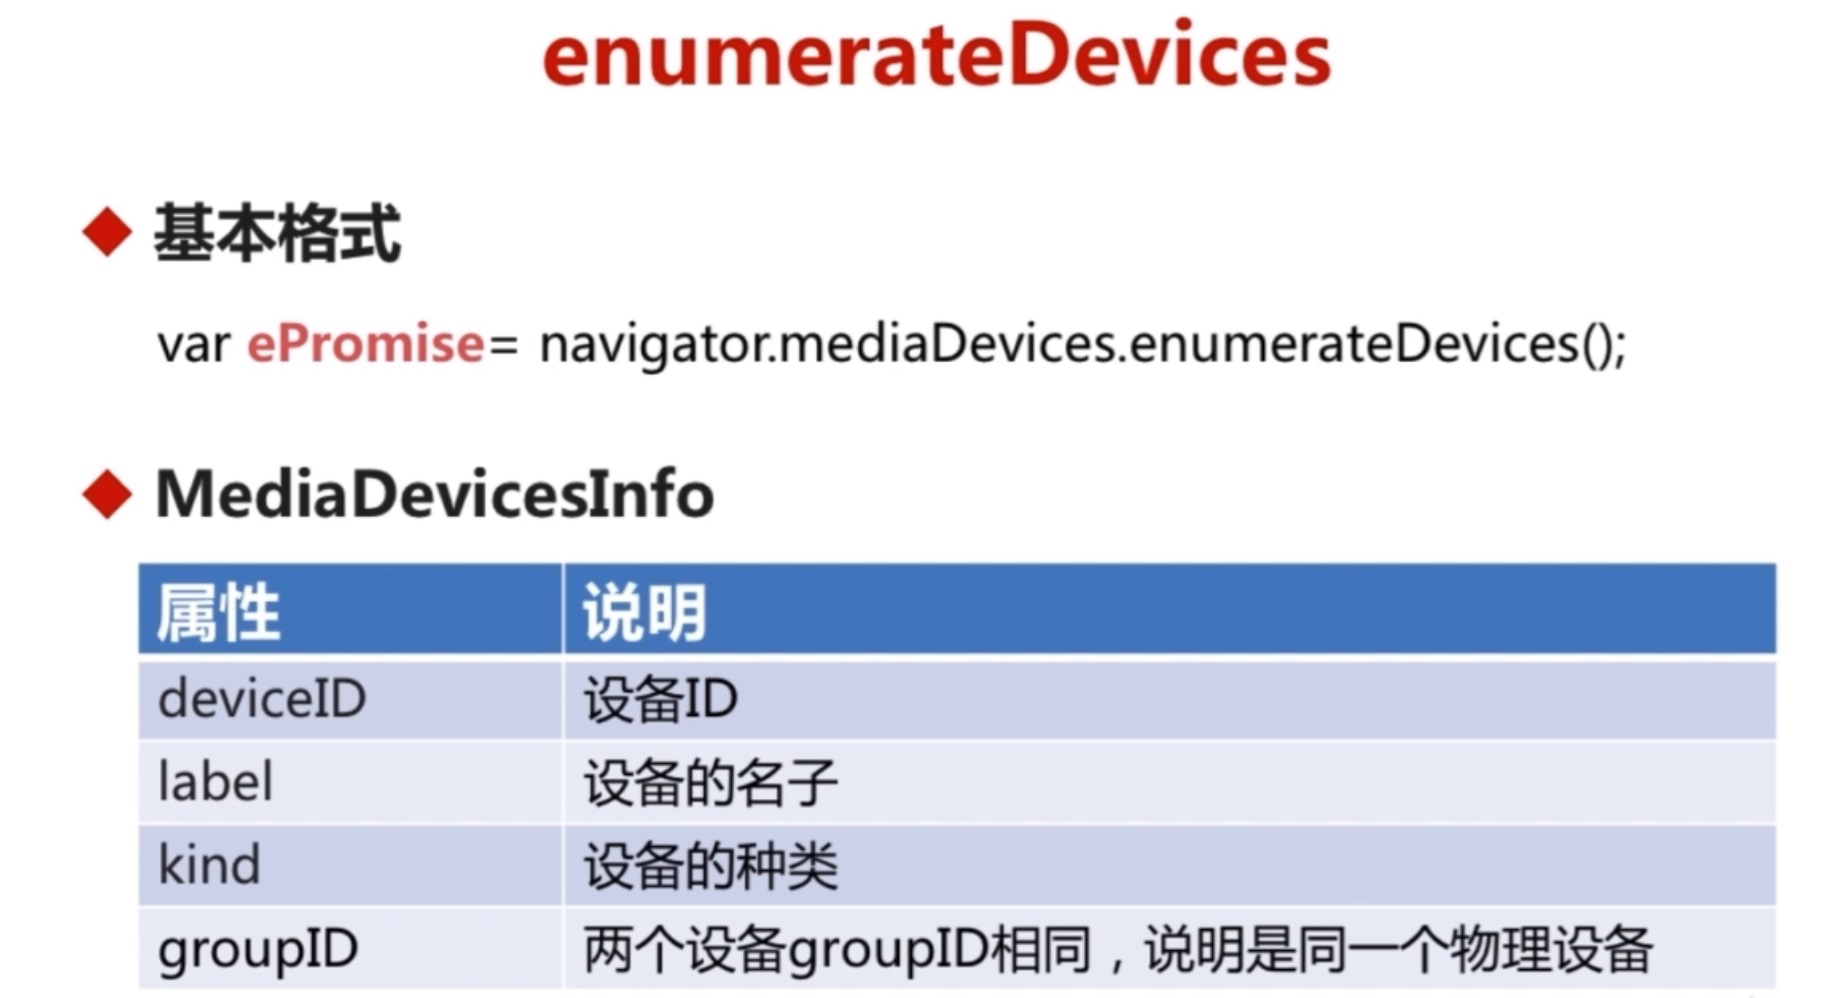 enumerateDevices
基本格式
var ePromise= navigator.mediaDevices.enumerateDevices();
MediaDevicesInfo
属性 说明
deviceID 设备ID
label 设备的名子
kind 设备的种类
groupID 两个设备groupID相同，说明是同一个物理设备